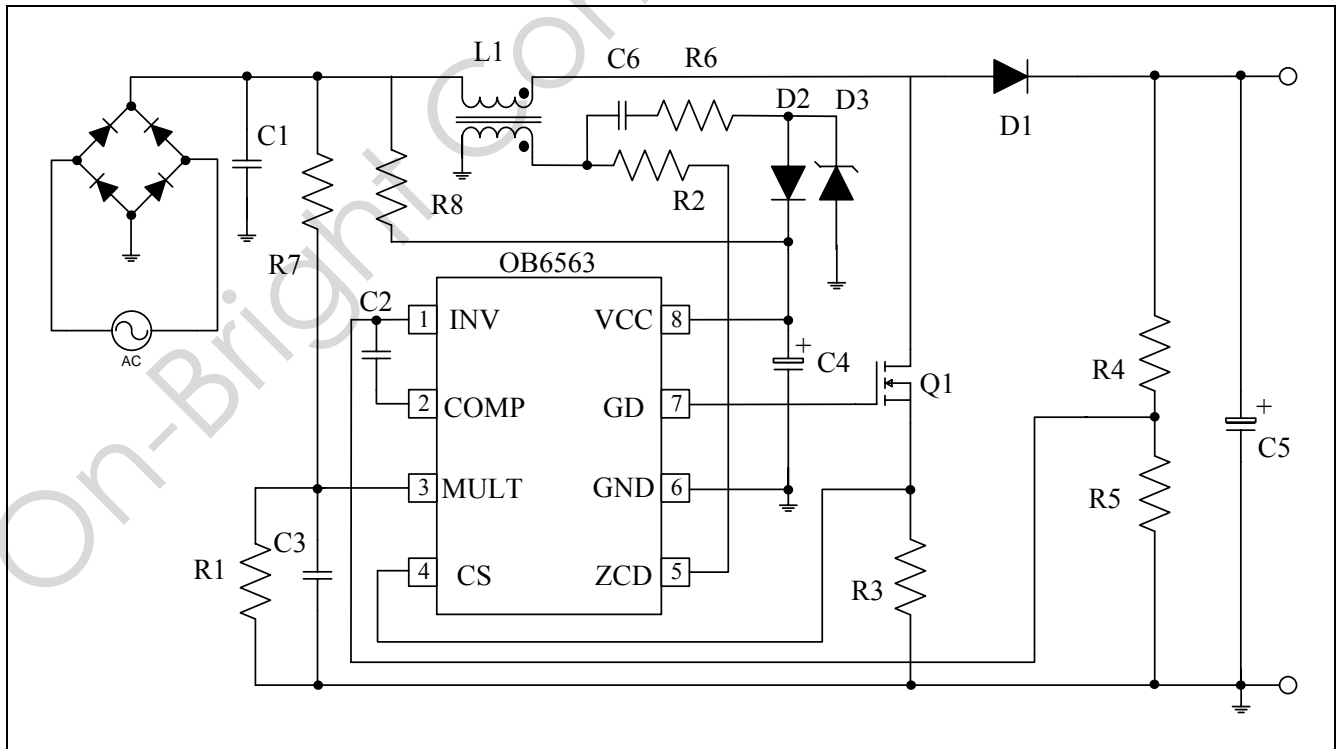 On-Bright Con
L1
C6
R6
D2
D3
C1
D1
R8
R2
R7
OB6563
C2
1
INV
VCC
8
C4
+
AC
R4
Q1
2
COMP
GD
7
+
C5
3
MULT
GND
6
R5
C3
R1
4
CS
ZCD
5
R3